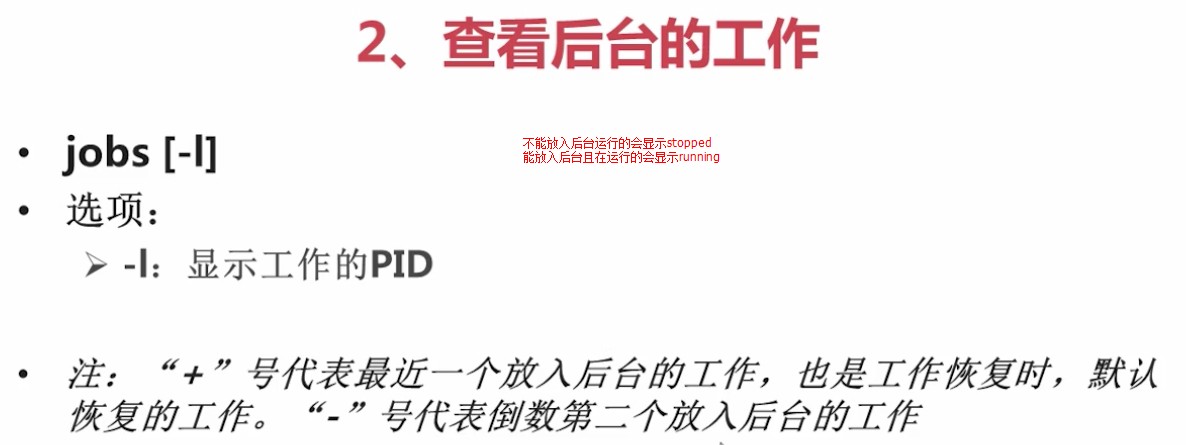 2、查看后台的工作
• jobs [-l]
不能放入后台运行的会显示stopped
能放入后台且在运行的会显示running
• 选项：
➢ -l：显示工作的PID
• 注：“+”号代表最近一个放入后台的工作，也是工作恢复时，默认
恢复的工作。“-”号代表倒数第二个放入后台的工作